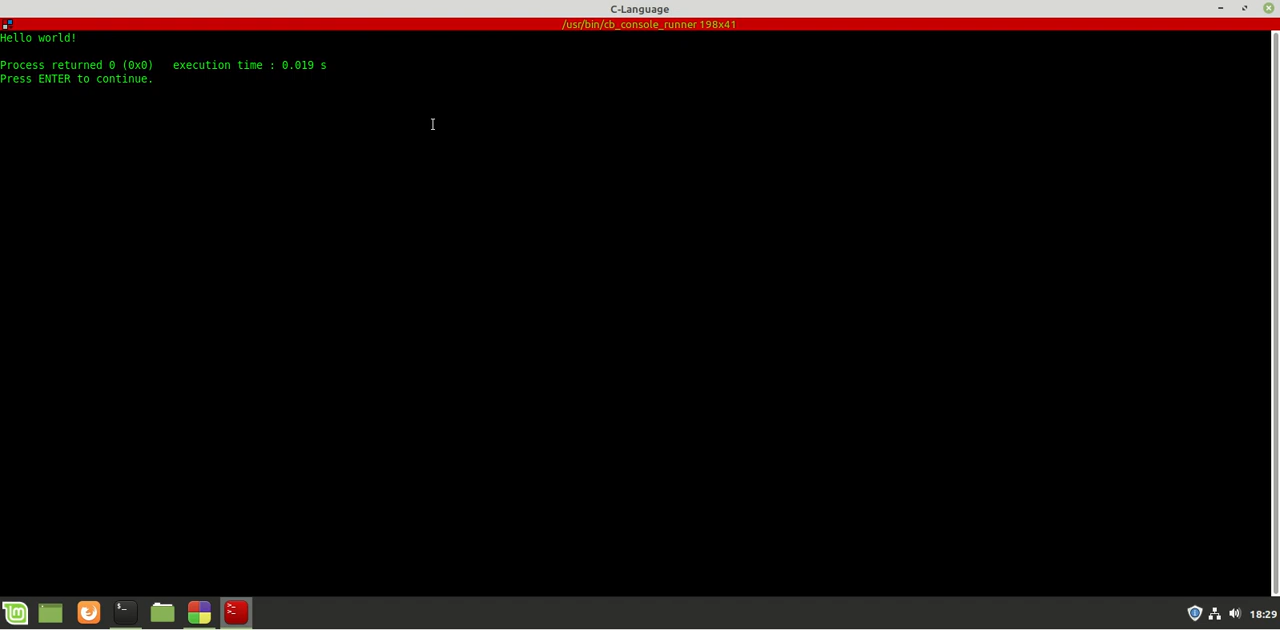 C-Language
/usr/bin/cb_console_runner 198x41
Hello world!
Process returned 0 (0x0)   execution time : 0.019 s
Press ENTER to continue.
18:29